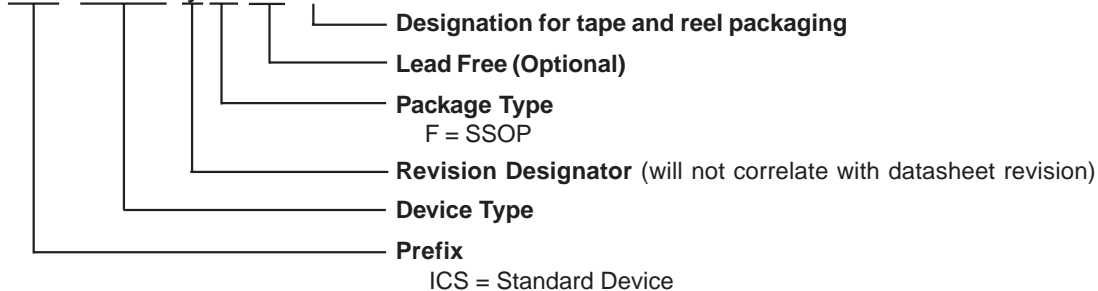 Designation for tape and reel packaging
Lead Free (Optional)
Package Type
F = SSOP
Revision Designator (will not correlate with datasheet revision)
Device Type
Prefix
ICS = Standard Device